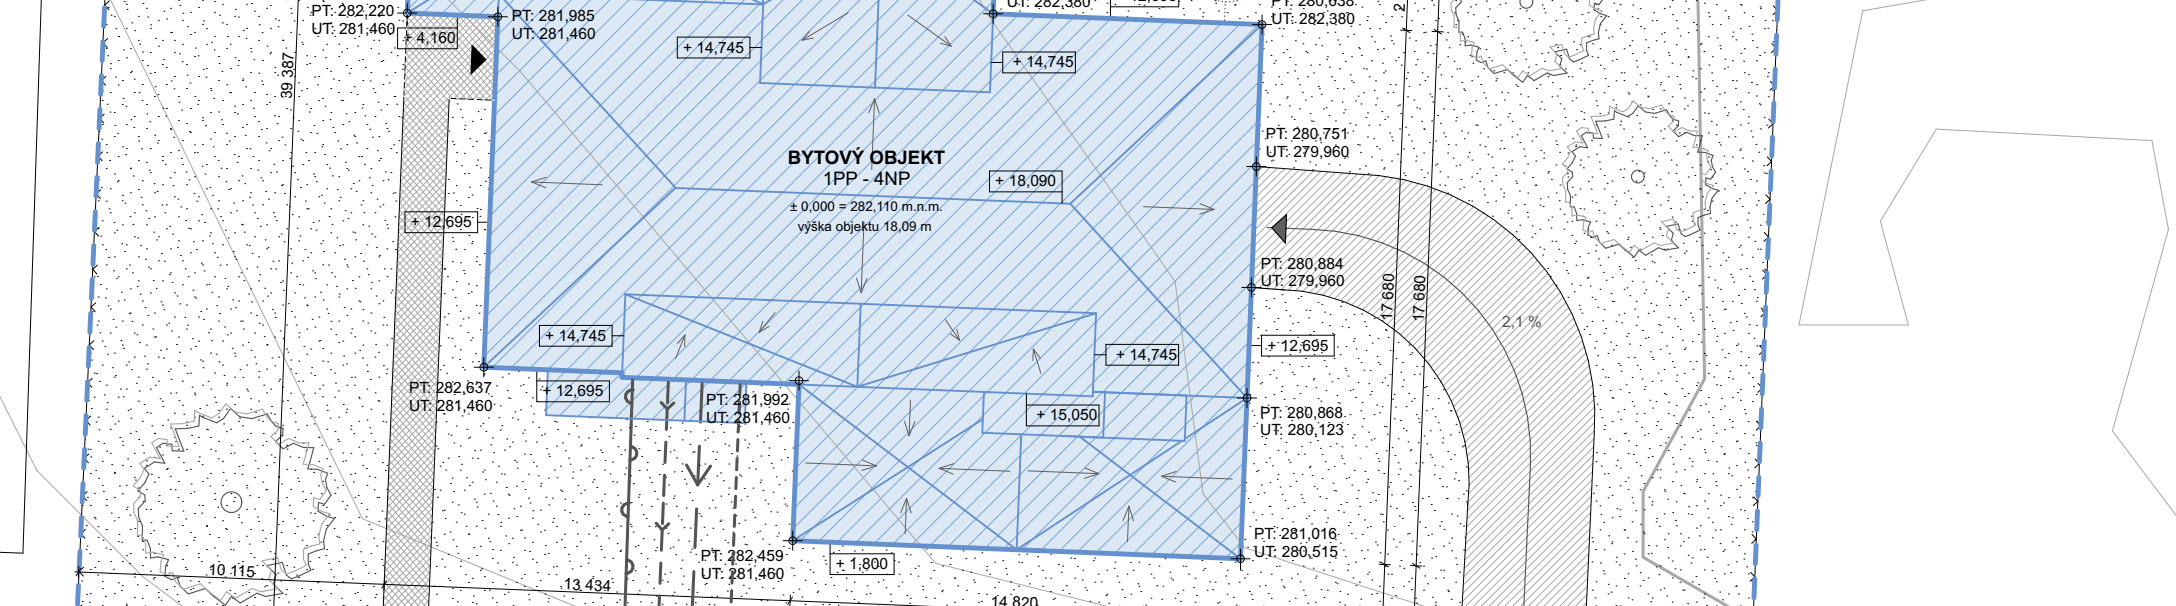 PT: 282,220
UT: 281,460
+ 4,160
PT: 281,985
UT: 281,460
UT: 282,380
UT: 282,380
2
39 387
+ 14,745
+ 14,745
PT: 280,751
UT: 279,960
BYTOVÝ OBJEKT
1PP - 4NP
± 0,000 = 282,110 m.n.m.
výška objektu 18,09 m
+ 18,090
+ 12,695
PT: 280,884
UT: 279,960
17 680
17 680
2,1 %
+ 14,745
+ 14,745
+ 12,695
PT: 282,637
UT: 281,460
+ 12,695
PT: 281,992
UT: 281,460
+ 15,050
PT: 280,868
UT: 280,123
PT: 281,016
UT: 280,515
PT: 282,459
UT: 281,460
+ 1,800
10 115
13 434
14 820